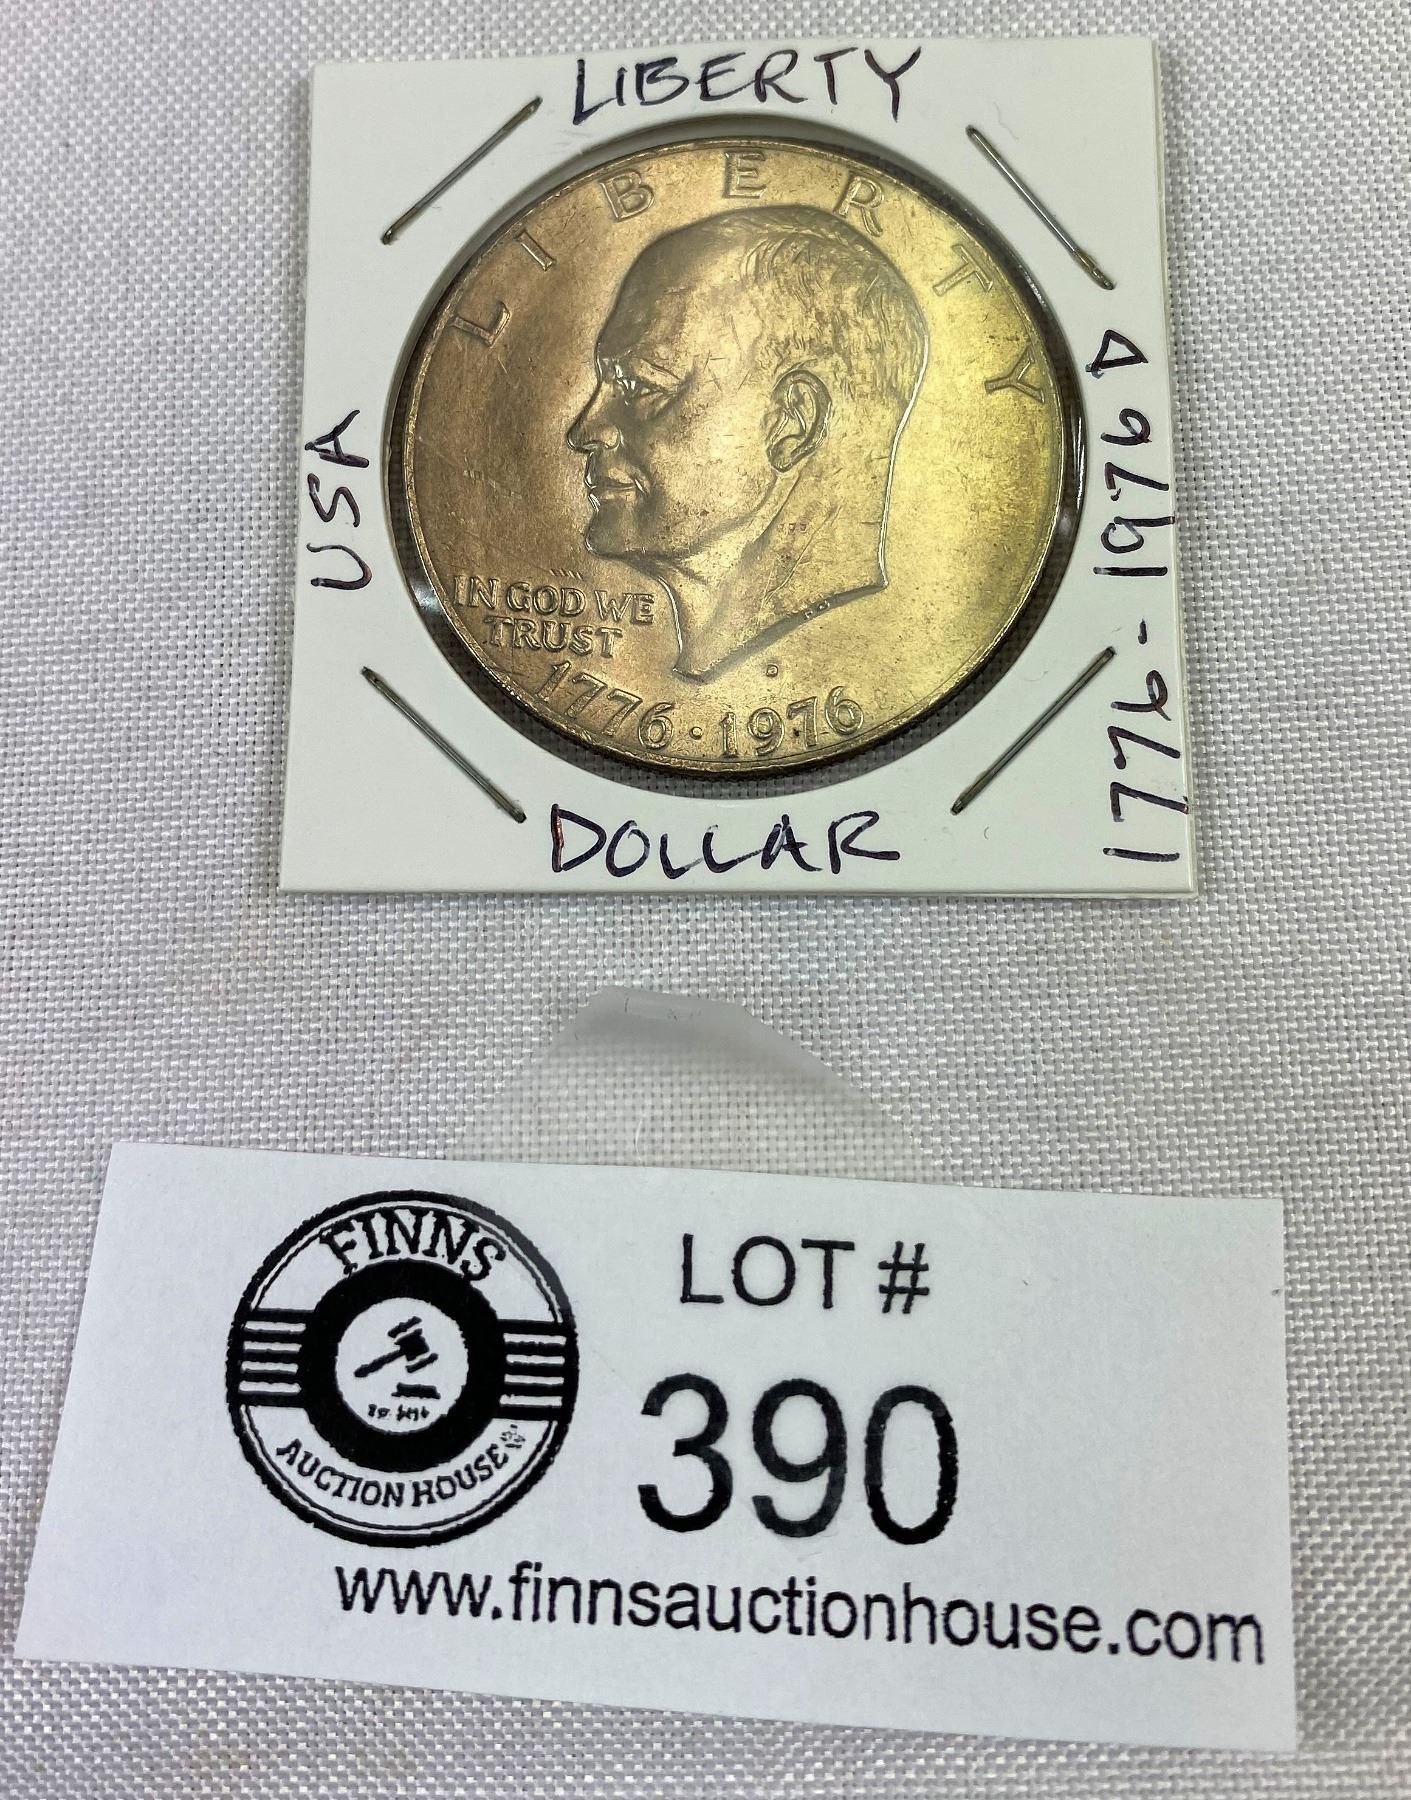 LIBERTY
USA
1776-1976 D
LIBERTY
IN GOD WE
TRUST
1776·1976
DOLLAR
FINNS
AUCTION HOUSE
LOT #
390
www.finnsauctionhouse.com